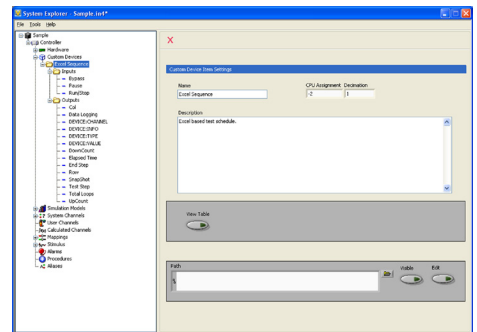 System Explorer - Sample.in4*
File Tools Help
Sample
Controller
Hardware
Custom Devices
Excel Sequence
Inputs
Bypass
Pause
Run/Stop
Outputs
Col
Data Logging
DEVICE:CHANNEL
DEVICE:INFO
DEVICE:TYPE
DEVICE:VALUE
DownCount
Elapsed Time
End Step
Row
SnapShot
Test Step
Total Loops
UpCount
Simulation Models
System Channels
User Channels
Calculated Channels
Mappings
Stimulus
Alarms
Procedures
Aliases
Custom Device Item Settings
Name
CPU Assignment Decimation
Excel Sequence
-2
1
Description
Excel based test schedule.
View Table
Path
Visible
Edit